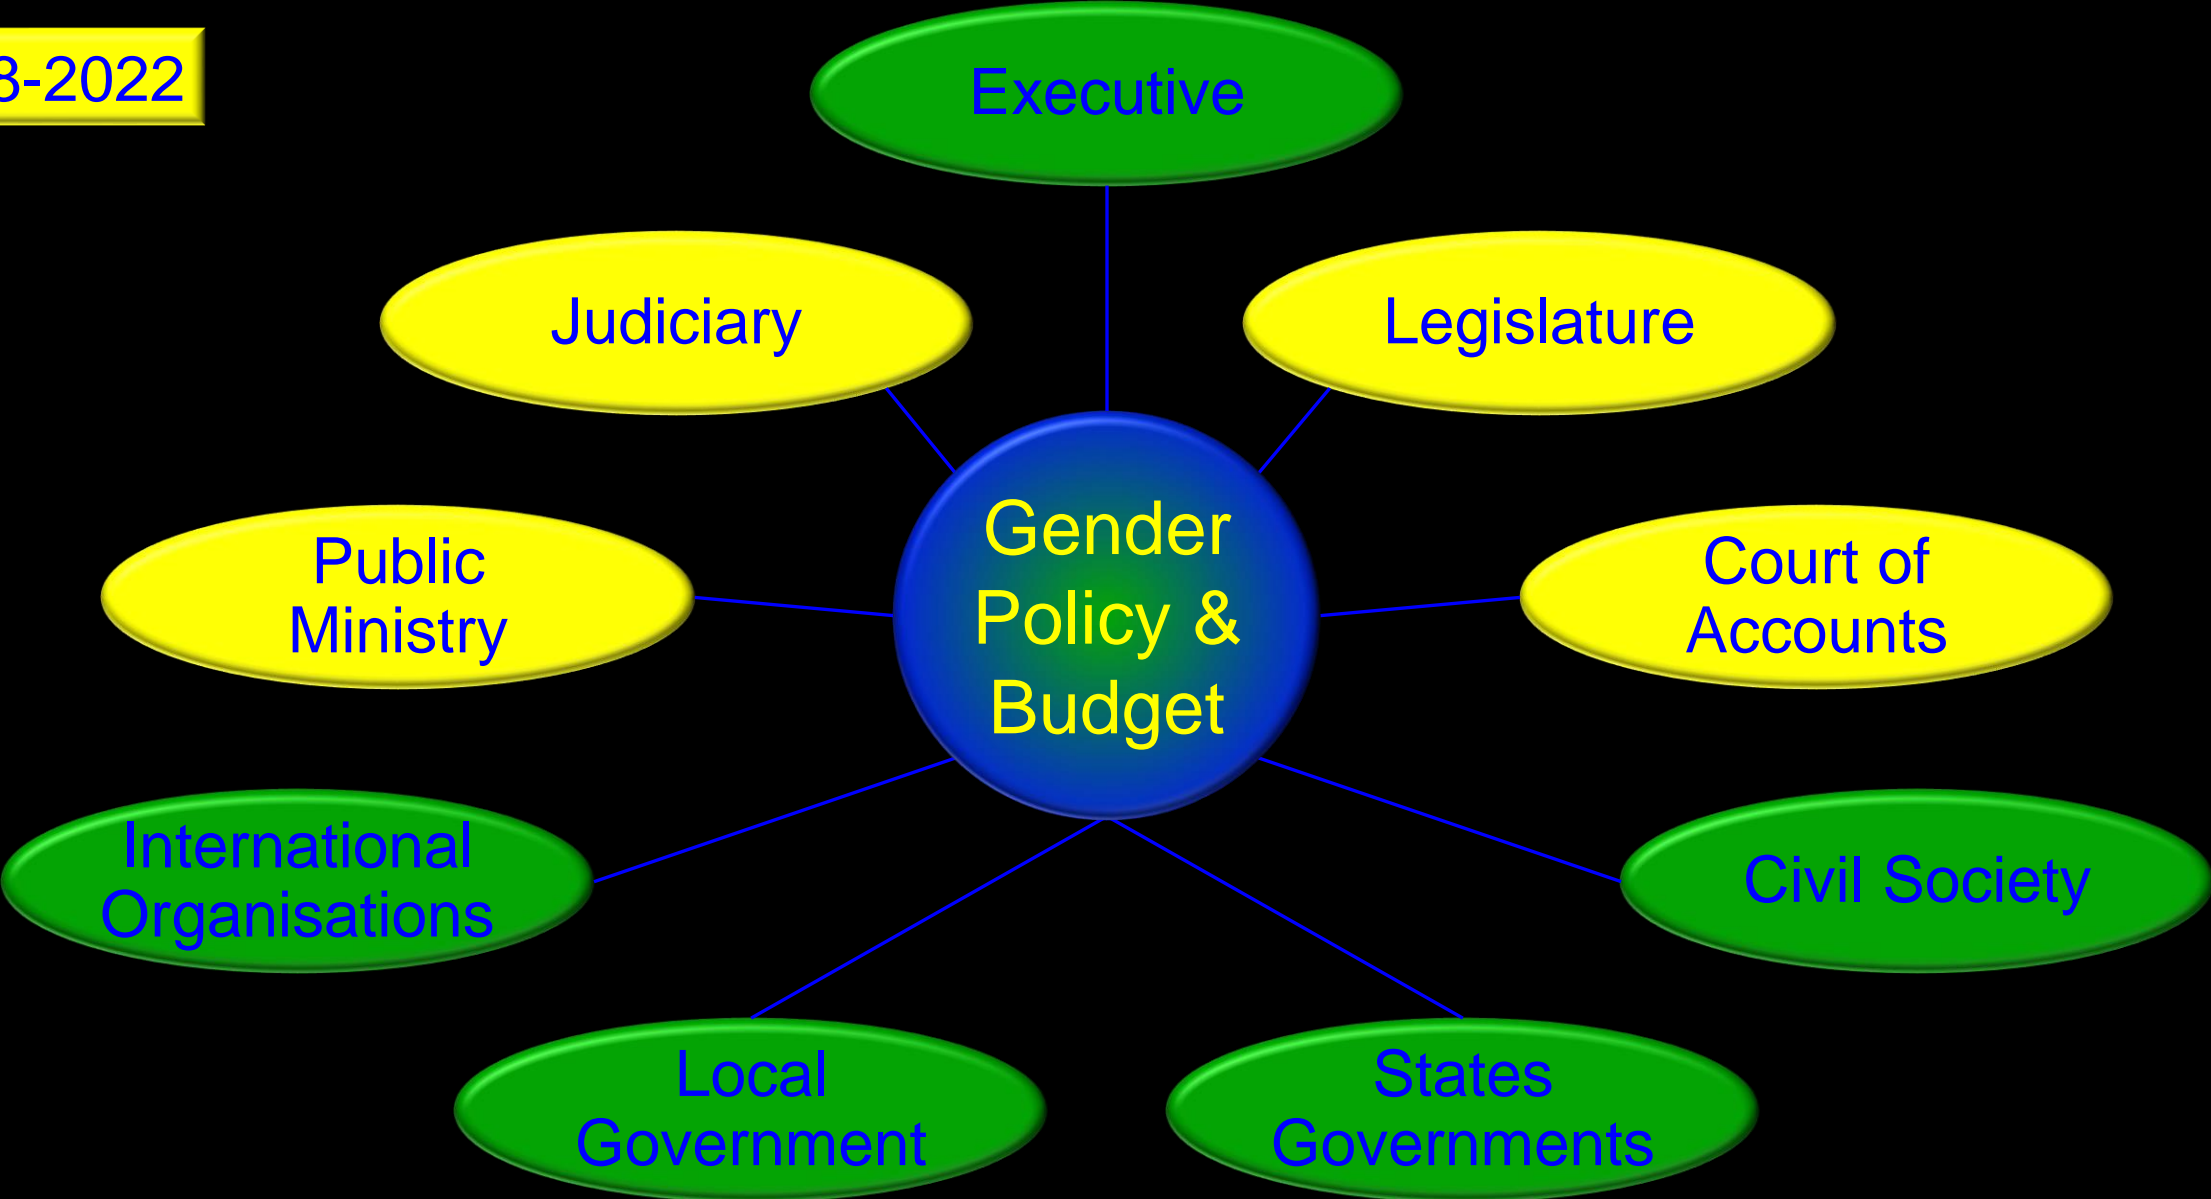 8-2022
Executive
Judiciary
Legislature
Gender
Policy &
Budget
Public
Ministry
Court of
Accounts
International
Organisations
Civil Society
Local
Government
States
Governments